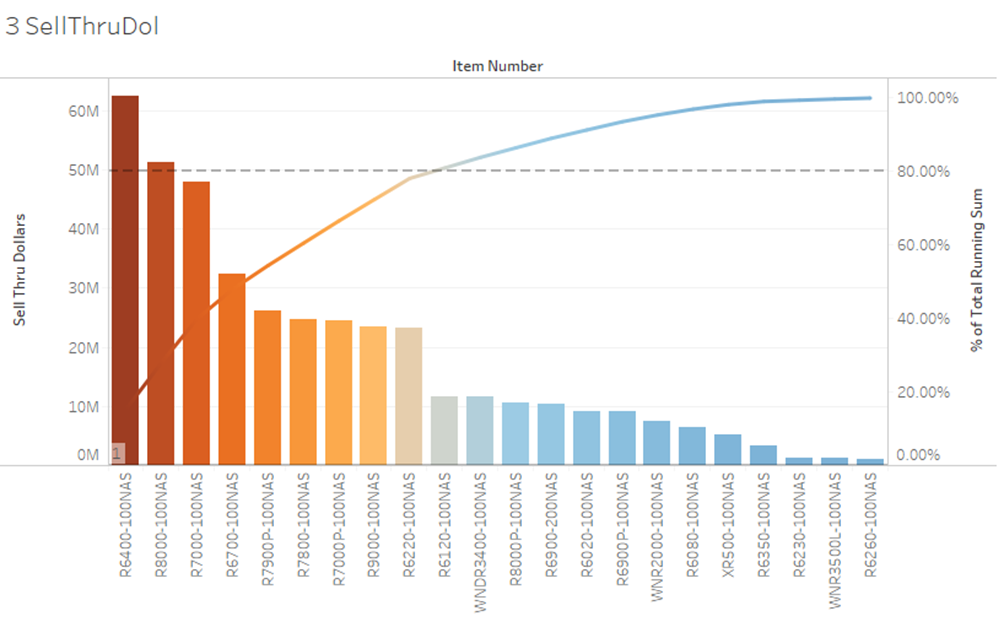 3 SellThruDol
Item Number
60M
50M
40M
30M
20M
10M
0M
Sell Thru Dollars
100.00%
80.00%
60.00%
40.00%
20.00%
0.00%
% of Total Running Sum
1
R6400-100NAS
R8000-100NAS
R7000-100NAS
R6700-100NAS
R7900P-100NAS
R7800-100NAS
R7000P-100NAS
R9000-100NAS
R6220-100NAS
R6120-100NAS
WNDR3400-100NAS
R8000P-100NAS
R6900-200NAS
R6020-100NAS
R6900P-100NAS
WNR2000-100NAS
R6080-100NAS
XR500-100NAS
R6350-100NAS
R6230-100NAS
WNR3500L-100NAS
R6260-100NAS